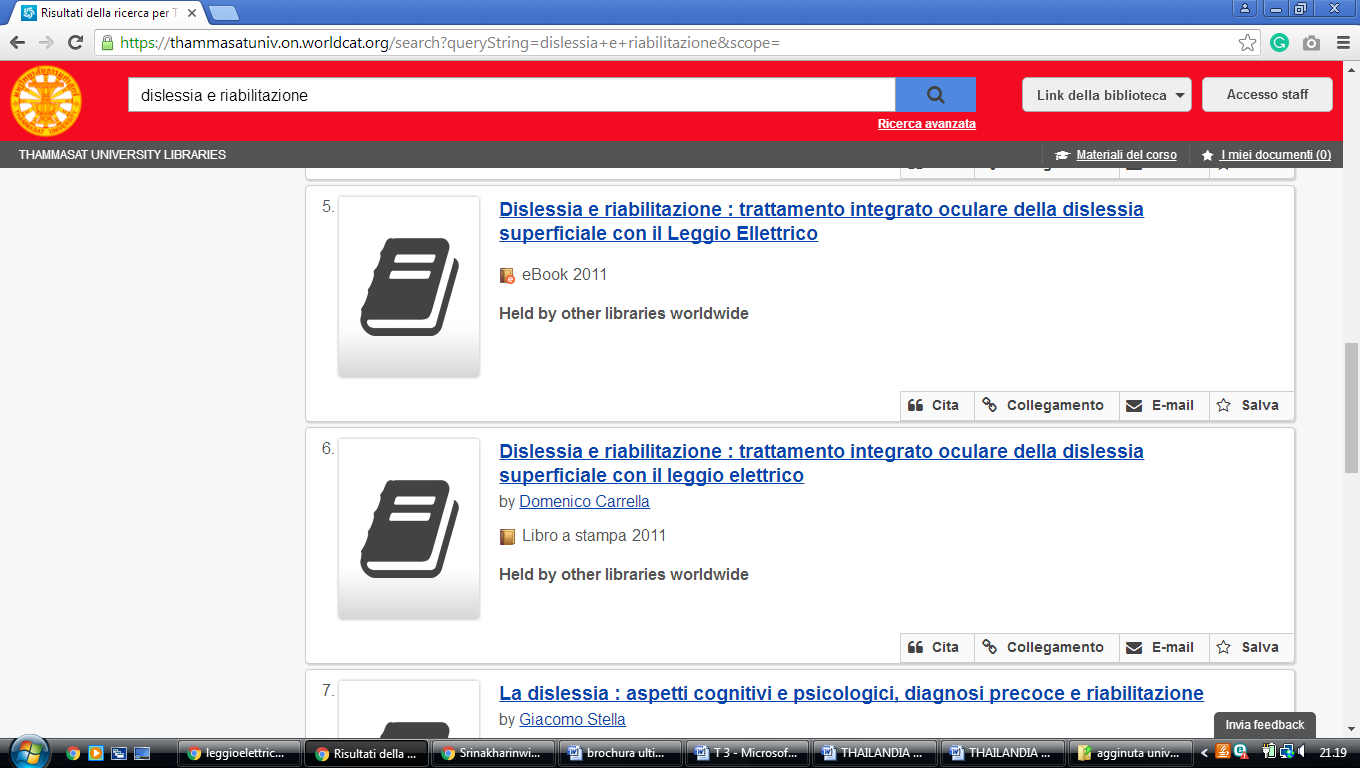 Risultati della ricerca per T
https://thammasatuniv.on.worldcat.org/search?queryString=dislessia+e+riabilitazione&scope=
dislessia e riabilitazione
Link della biblioteca
Accesso staff
Ricerca avanzata
THAMMASAT UNIVERSITY LIBRARIES
Materiali del corso
I miei documenti (0)
5.
Dislessia e riabilitazione : trattamento integrato oculare della dislessia
superficiale con il Leggio Ellettrico
eBook 2011
Held by other libraries worldwide
Cita
Collegamento
E-mail
Salva
6.
Dislessia e riabilitazione : trattamento integrato oculare della dislessia
superficiale con il leggio elettrico
by Domenico Carrella
Libro a stampa 2011
Held by other libraries worldwide
Cita
Collegamento
E-mail
Salva
7.
La dislessia : aspetti cognitivi e psicologici, diagnosi precoce e riabilitazione
by Giacomo Stella
Invia feedback
leggioelettric...
Risultati della ...
Srinakharinwi...
brochura ulti...
T 3 - Microsof...
THAILANDIA ...
THAILANDIA ...
agginuta univ...
21.19